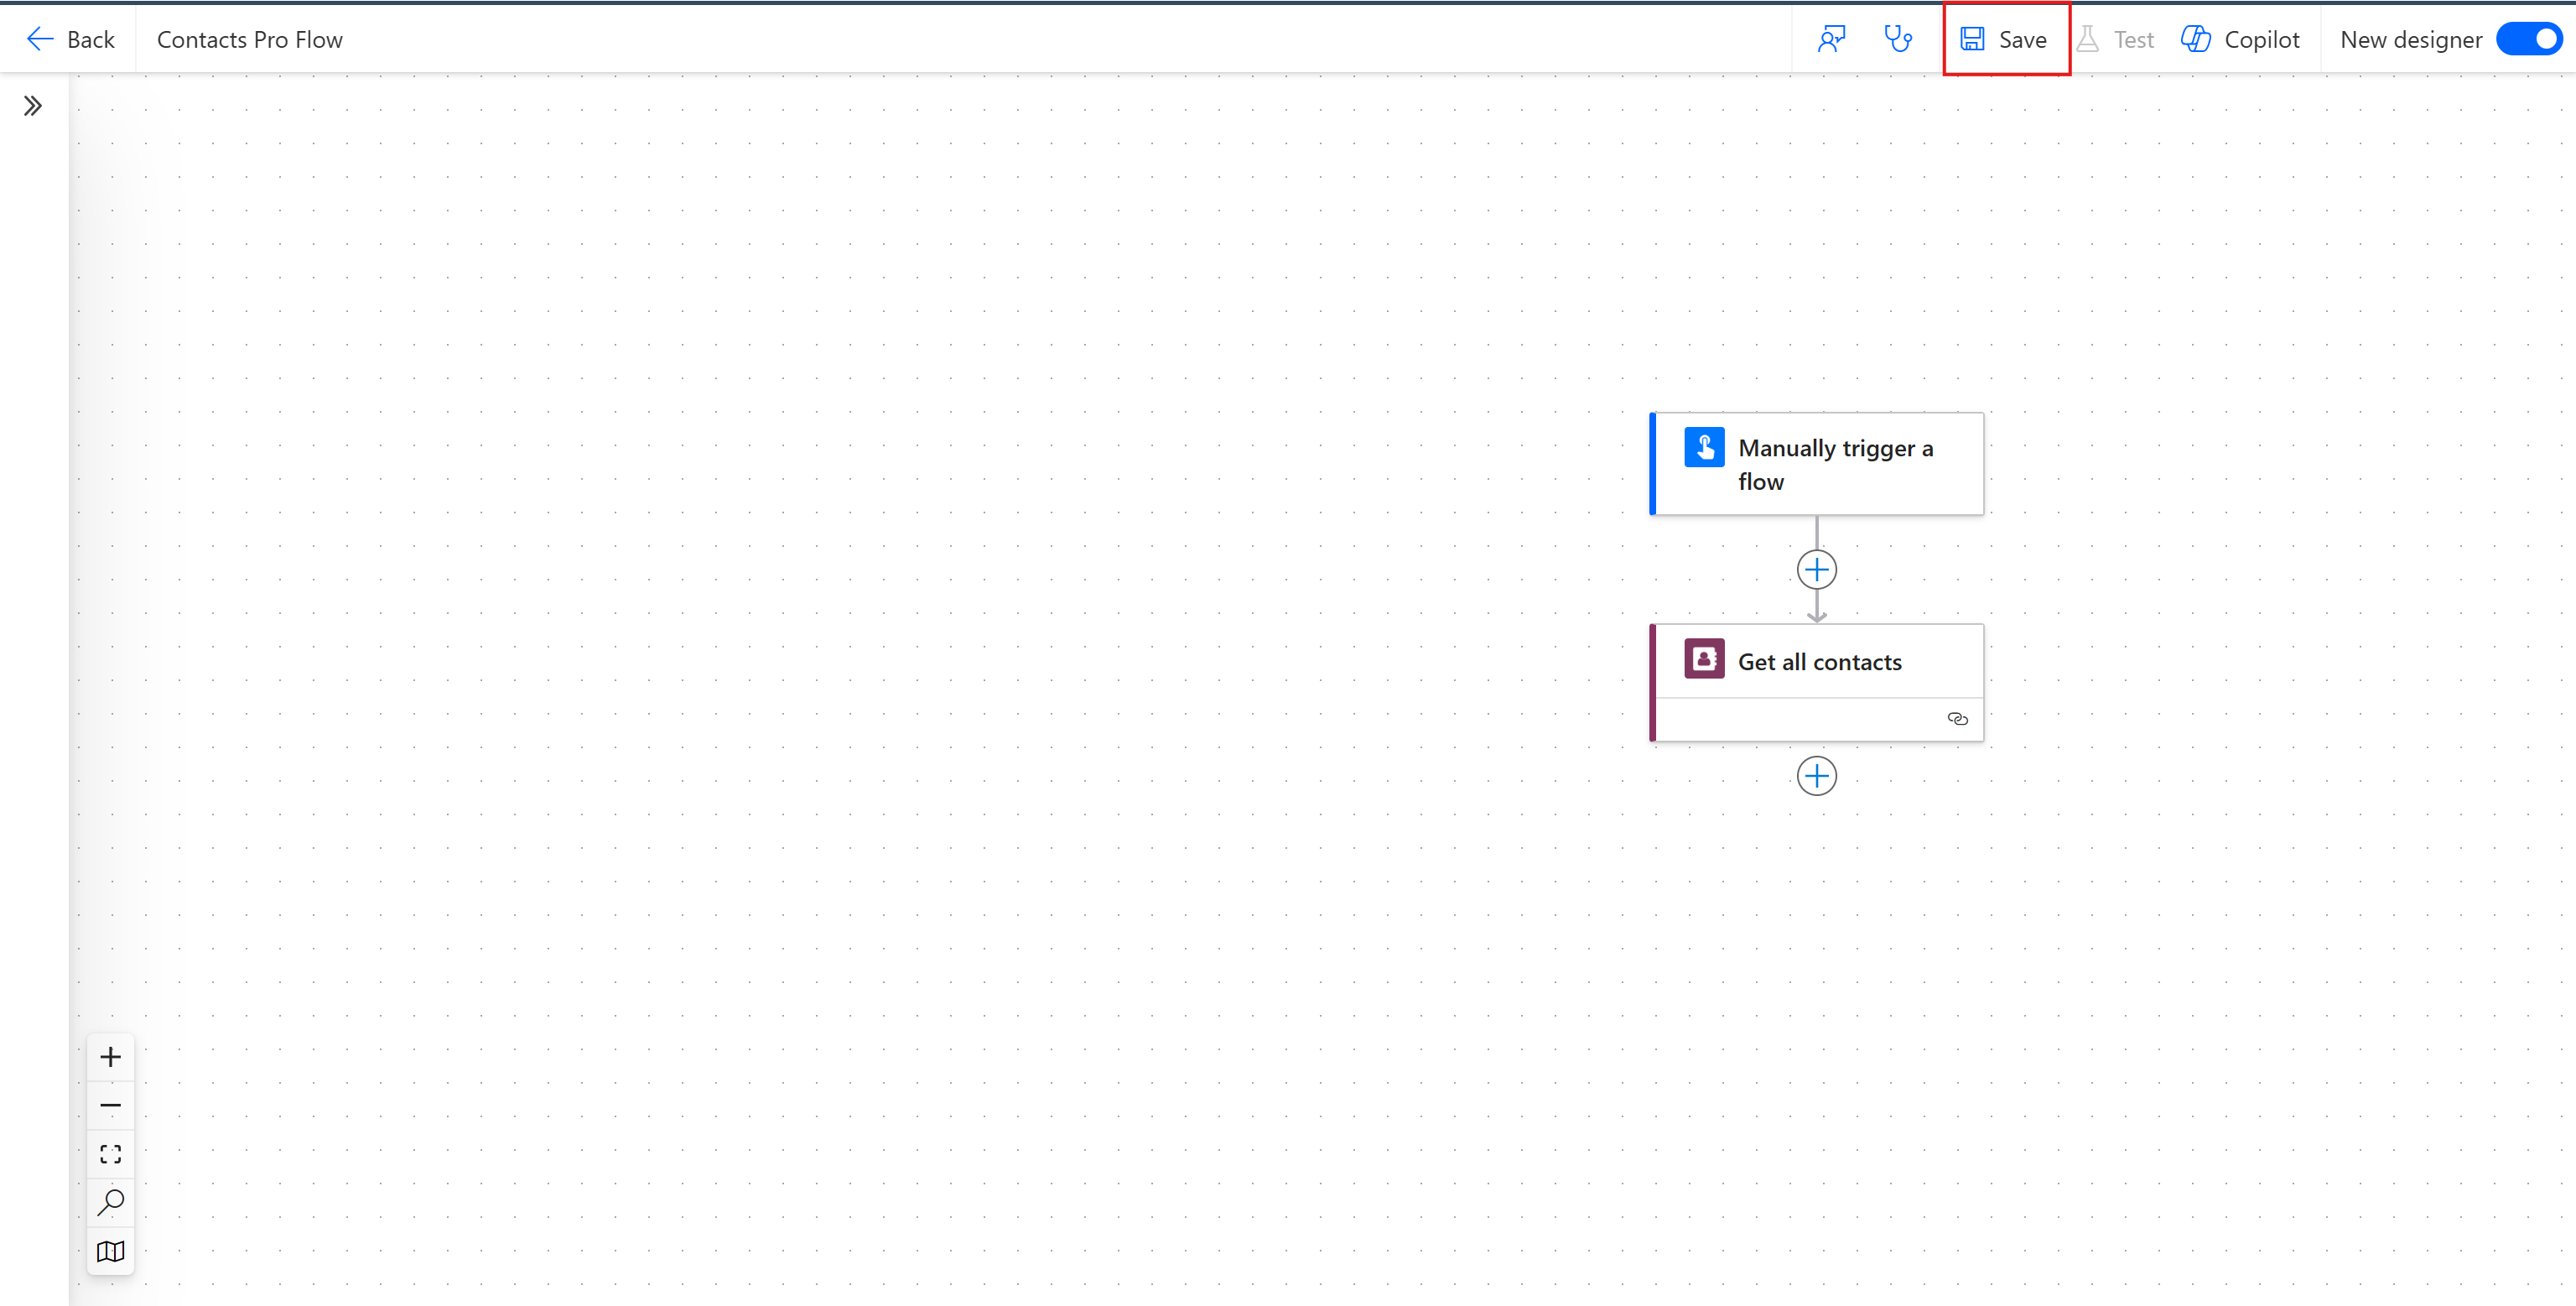 Back
Contacts Pro Flow
Save
Test
Copilot
New designer
Manually trigger a
flow
Get all contacts